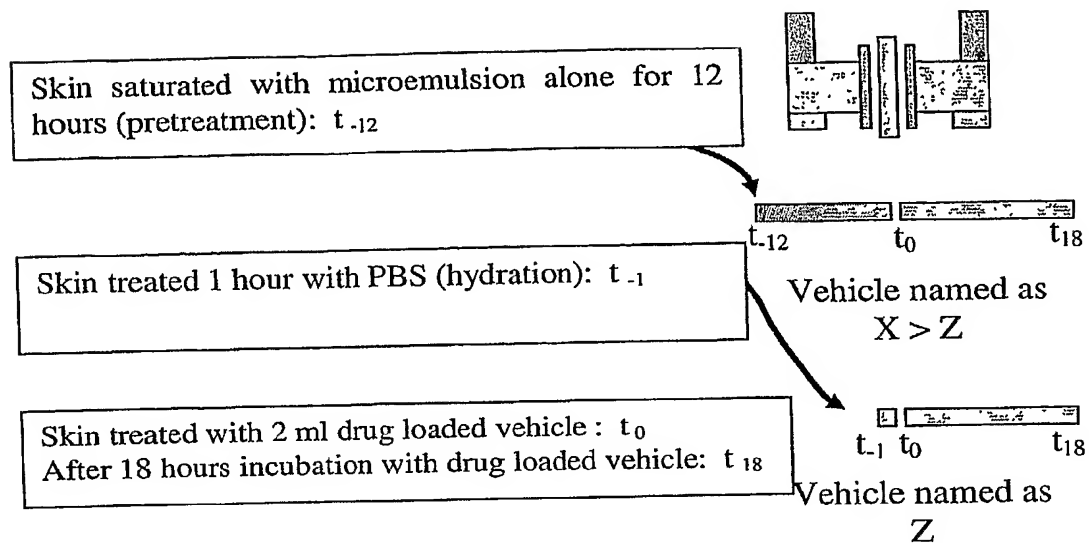 Skin saturated with microemulsion alone for 12
hours (pretreatment): t-12
t-12 t0 t18
Skin treated 1 hour with PBS (hydration): t-1
Vehicle named as
X > Z
Skin treated with 2 ml drug loaded vehicle : t0
After 18 hours incubation with drug loaded vehicle: t18
t-1 t0 t18
Vehicle named as
Z